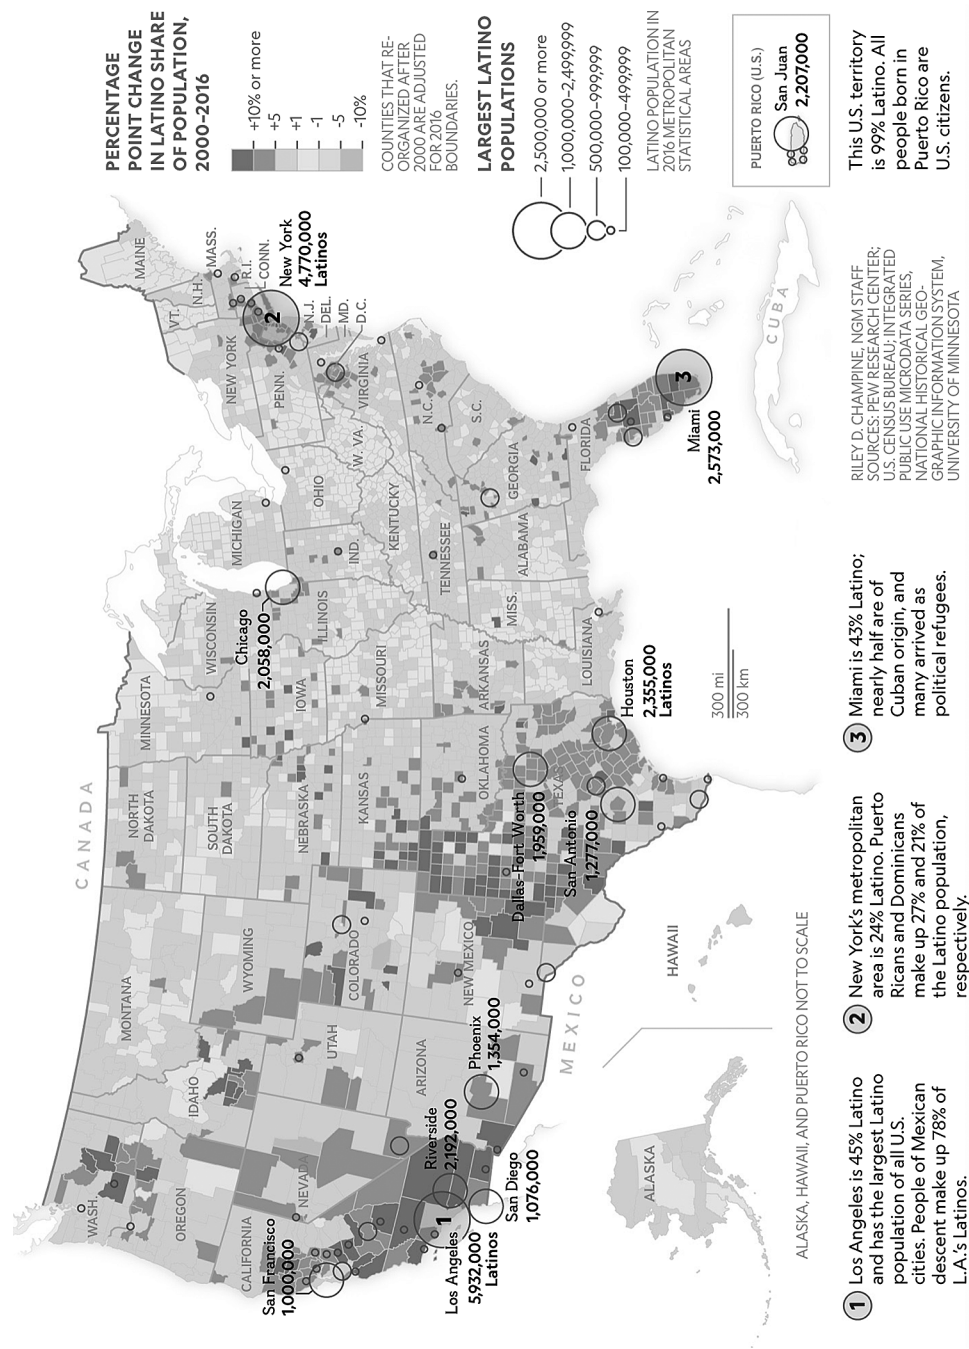 PERCENTAGE
POINT CHANGE
IN LATINO SHARE
OF POPULATION,
2000-2016
+10% or more
+5
+1
-1
-5
-10%
COUNTIES THAT RE-
ORGANIZED AFTER
2000 ARE ADJUSTED
FOR 2016
BOUNDARIES.
LARGEST LATINO
POPULATIONS
2,500,000 or more
1,000,000–2,499,999
500,000–999,999
100,000–499,999
LATINO POPULATION IN
2016 METROPOLITAN
STATISTICAL AREAS
PUERTO RICO (U.S.)
San Juan
2,207,000
This U.S. territory
is 99% Latino. All
people born in
Puerto Rico are
U.S. citizens.
CANADA
WASH.
OREGON
CALIFORNIA
NEVADA
IDAHO
MONTANA
WYOMING
UTAH
ARIZONA
COLORADO
NEW MEXICO
NORTH
DAKOTA
SOUTH
DAKOTA
NEBRASKA
KANSAS
OKLAHOMA
TEXAS
MINNESOTA
IOWA
MISSOURI
ARKANSAS
LOUISIANA
WISCONSIN
ILLINOIS
MICHIGAN
IND.
OHIO
KENTUCKY
TENNESSEE
MISS.
ALABAMA
GEORGIA
FLORIDA
S.C.
N.C.
VIRGINIA
W. VA.
PENN.
NEW YORK
VT.
N.H.
MAINE
MASS.
R.I.
CONN.
N.J.
DEL.
MD.
D.C.
San Francisco
1,000,000
1
Los Angeles
5,932,000
Latinos
Riverside
2,192,000
San Diego
1,076,000
Phoenix
1,354,000
Dallas–Fort Worth
1,959,000
San Antonio
1,277,000
Houston
2,355,000
Latinos
Chicago
2,058,000
2
New York
4,770,000
Latinos
3
Miami
2,573,000
MEXICO
CUBA
ALASKA
HAWAII
300 mi
300 km
ALASKA, HAWAII, AND PUERTO RICO NOT TO SCALE
RILEY D. CHAMPINE, NGM STAFF
SOURCES: PEW RESEARCH CENTER;
U.S. CENSUS BUREAU; INTEGRATED
PUBLIC USE MICRODATA SERIES,
NATIONAL HISTORICAL GEO-
GRAPHIC INFORMATION SYSTEM,
UNIVERSITY OF MINNESOTA
1 Los Angeles is 45% Latino
and has the largest Latino
population of all U.S.
cities. People of Mexican
descent make up 78% of
L.A.'s Latinos.
2 New York's metropolitan
area is 24% Latino. Puerto
Ricans and Dominicans
make up 27% and 21% of
the Latino population,
respectively.
3 Miami is 43% Latino;
nearly half are of
Cuban origin, and
many arrived as
political refugees.